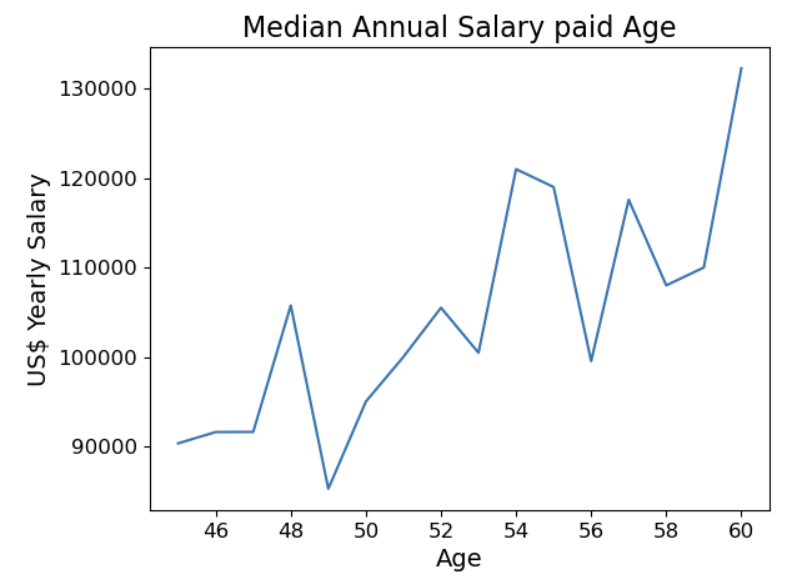 Median Annual Salary paid Age
US$ Yearly Salary
130000
120000
110000
100000
90000
46 48 50 52 54 56 58 60
Age